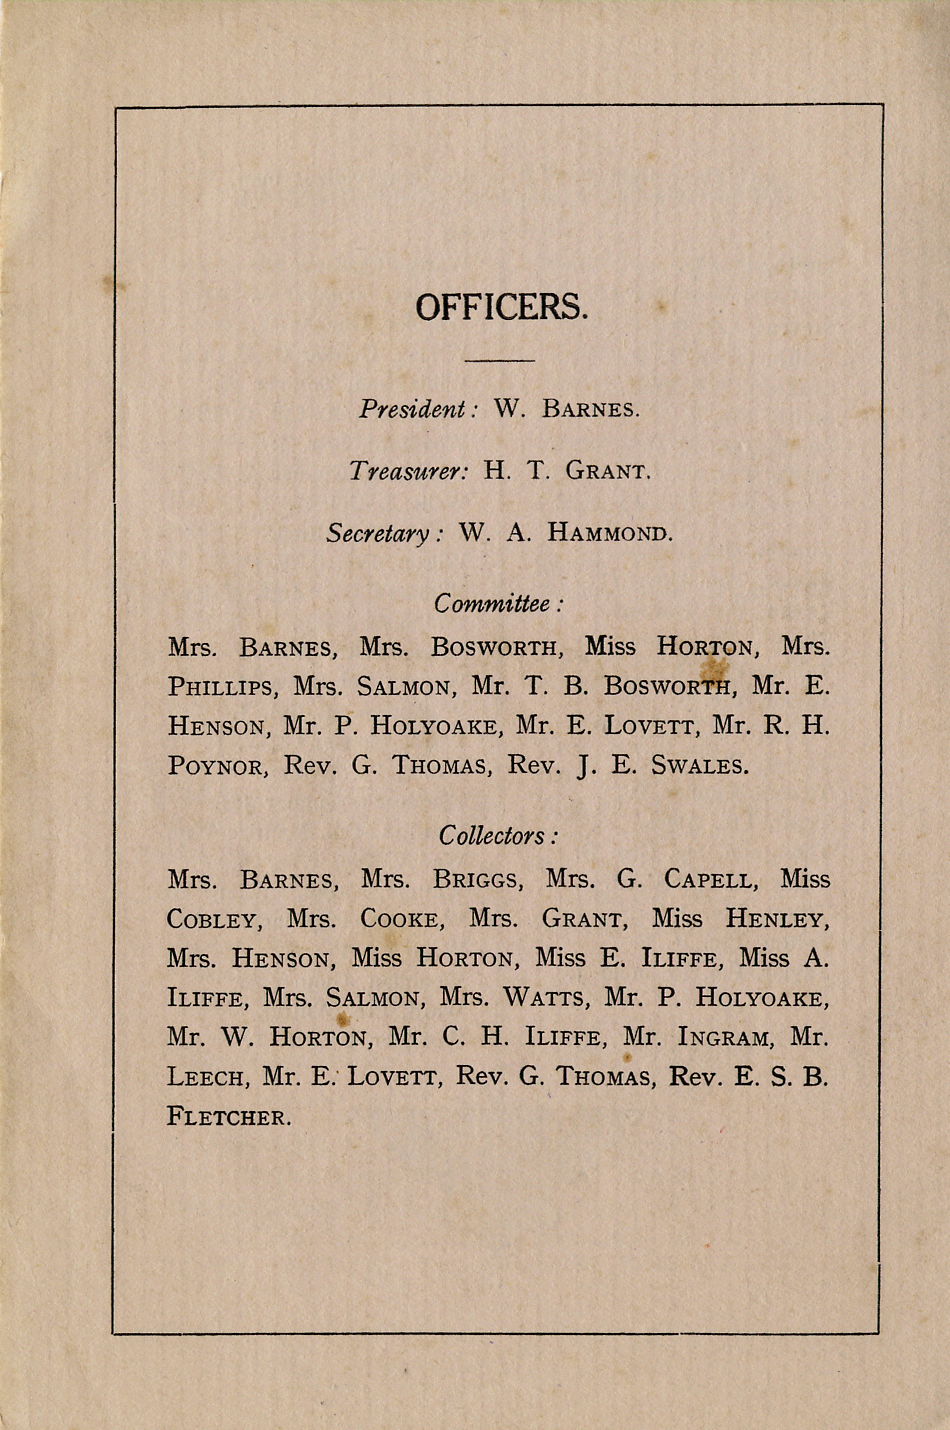 OFFICERS.
President: W. BARNES.
Treasurer: H. T. GRANT.
Secretary: W. A. HAMMOND.
Committee:
Mrs. BARNES, Mrs. BOSWORTH, Miss HORTON, Mrs.
PHILLIPS, Mrs. SALMON, Mr. T. B. BOSWORTH, Mr. E.
HENSON, Mr. P. HOLYOAKE, Mr. E. LOVETT, Mr. R. H.
POYNOR, Rev. G. THOMAS, Rev. J. E. SWALES.
Collectors:
Mrs. BARNES, Mrs. BRIGGS, Mrs. G. CAPELL, Miss
COBLEY, Mrs. COOKE, Mrs. GRANT, Miss HENLEY,
Mrs. HENSON, Miss HORTON, Miss E. ILIFFE, Miss A.
ILIFFE, Mrs. SALMON, Mrs. WATTS, Mr. P. HOLYOAKE,
Mr. W. HORTON, Mr. C. H. ILIFFE, Mr. INGRAM, Mr.
LEECH, Mr. E. LOVETT, Rev. G. THOMAS, Rev. E. S. B.
FLETCHER.